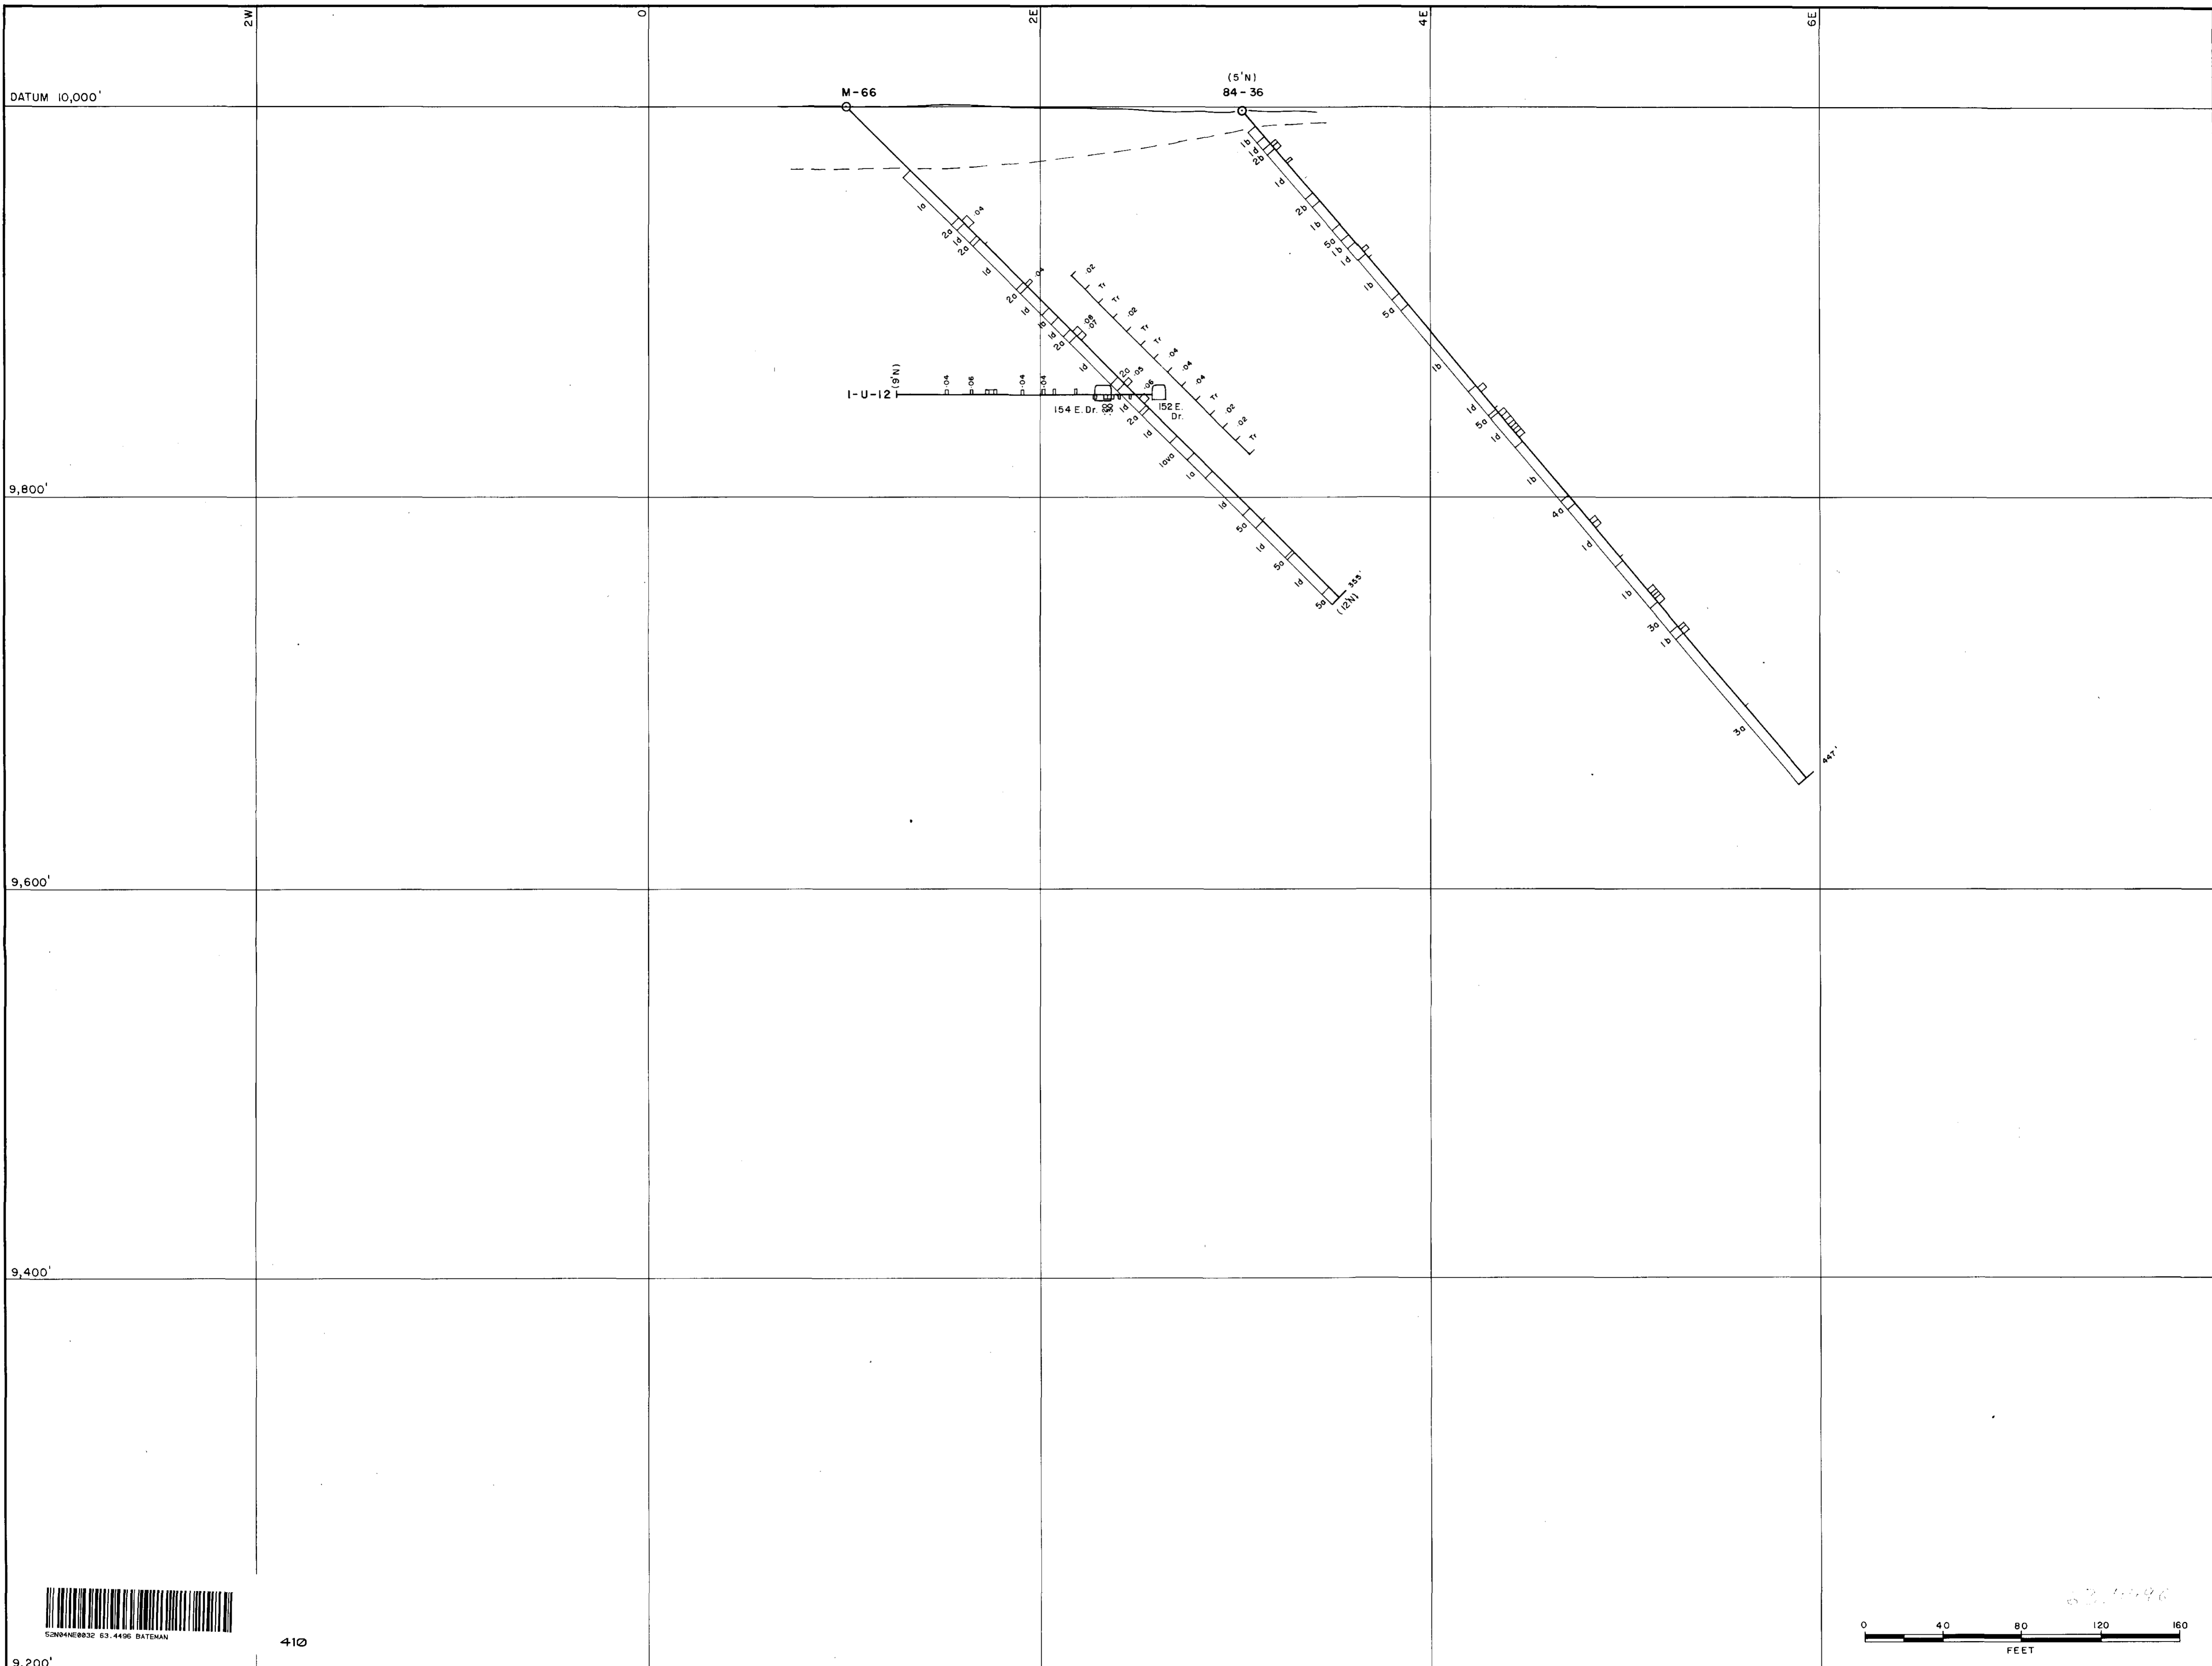 2W
0
2E
4E
6E
DATUM 10,000'
M-66
(5'N)
84-36
1b
1d
2b
1d
2b
1b
5a
1b
1d
1b
5a
1b
1d
5a
1d
1b
4a
1d
1b
3a
1b
3a
447'
1a
.04
2a
1d
2a
1d
.04
2a
1d
1b
1d
.08
.07
2a
1d
2a
.05
.06
1d
2a
1d
lava
1a
1d
5a
1d
5a
1d
5a
355'
(12'N)
.02
Tr
Tr
.02
Tr
Tr
.04
.04
.04
Tr
.02
.02
Tr
1-U-12
(9'N)
.04
.06
.04
.04
154 E. Dr.
152 E.
Dr.
9,800'
9,600'
9,400'
9,200'
52N04NE0032 63.4496 BATEMAN
410
63.4496
0 40 80 120 160
FEET